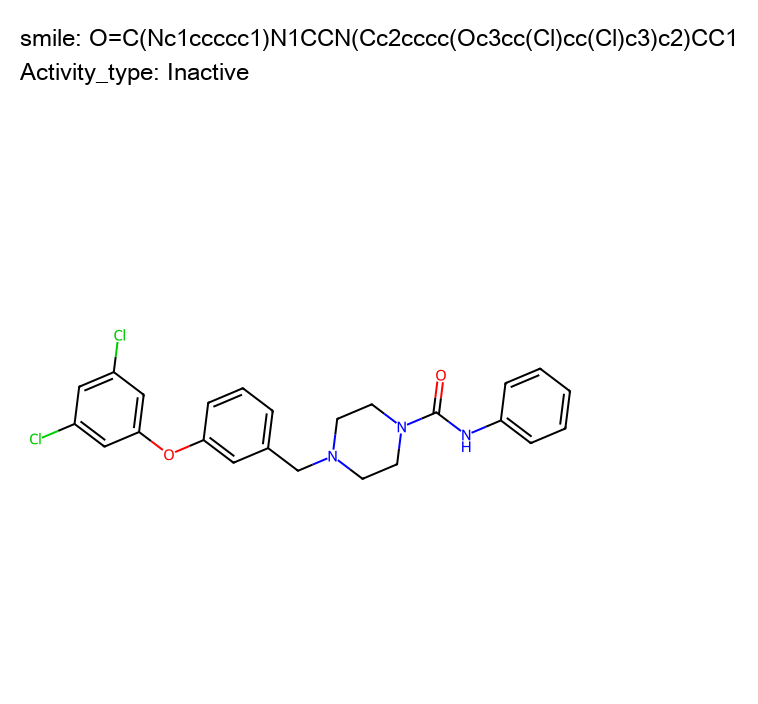 smile: O=C(Nc1ccccc1)N1CCN(Cc2cccc(Oc3cc(Cl)cc(Cl)c3)c2)CC1
Activity_type: Inactive
Cl
O
Cl
O
N
N
N
H